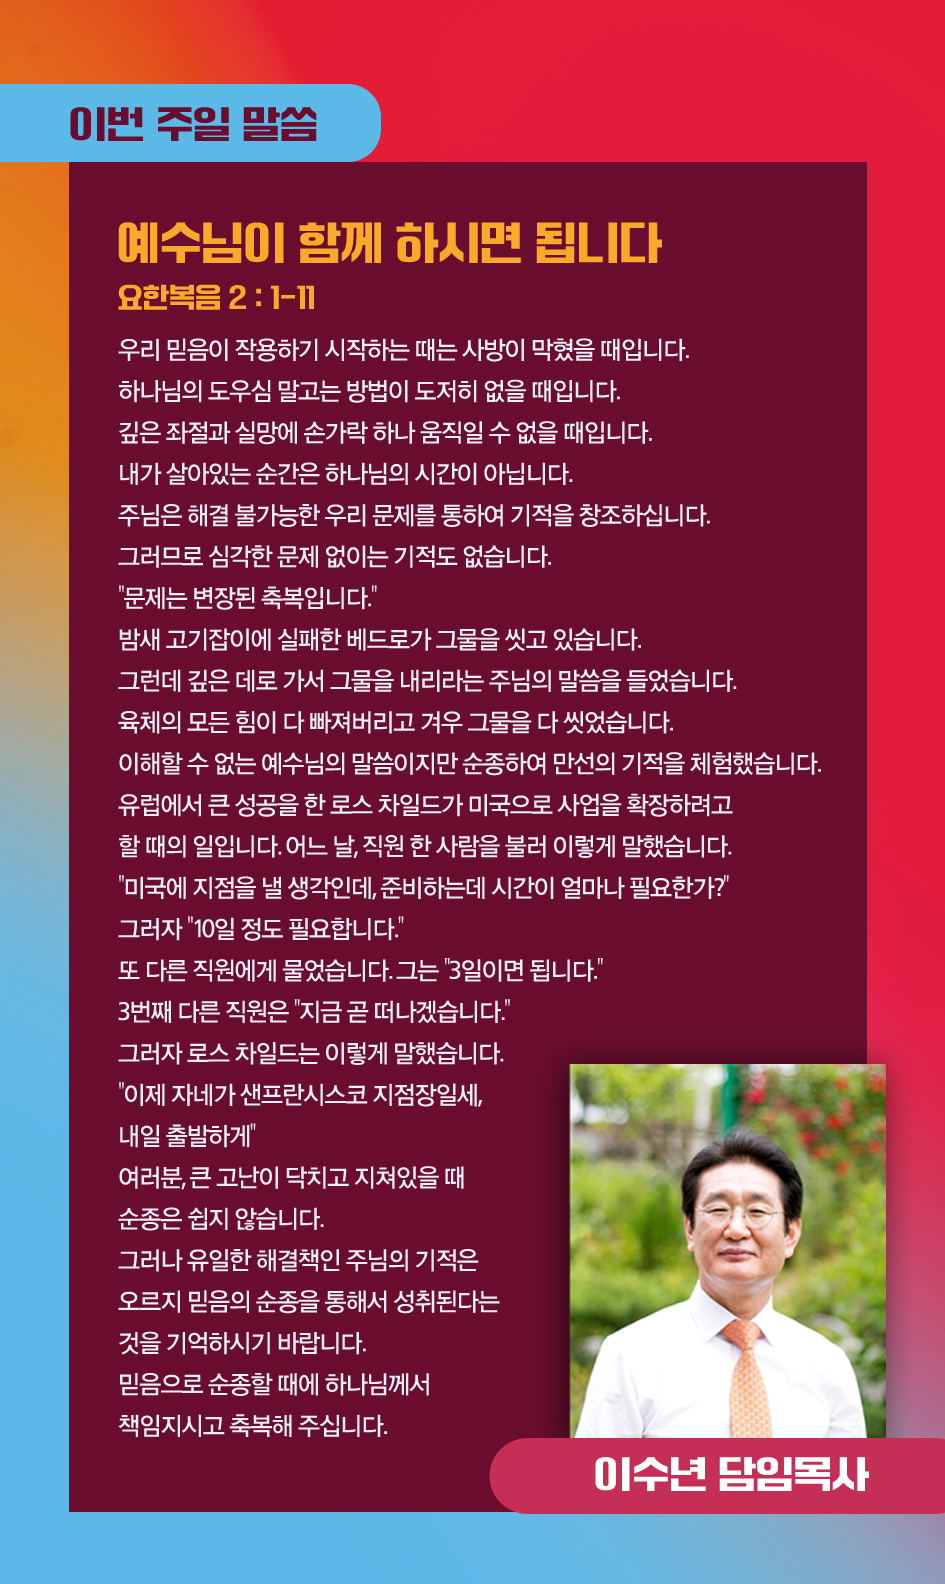 이번 주일 말씀
예수님이 함께 하시면 됩니다
요한복음 2 : 1-11
우리 믿음이 작용하기 시작하는 때는 사방이 막혔을 때입니다.
하나님의 도우심 말고는 방법이 도저히 없을 때입니다.
깊은 좌절과 실망에 손가락 하나 움직일 수 없을 때입니다.
내가 살아있는 순간은 하나님의 시간이 아닙니다.
주님은 해결 불가능한 우리 문제를 통하여 기적을 창조하십니다.
그러므로 심각한 문제 없이는 기적도 없습니다.
"문제는 변장된 축복입니다."
밤새 고기잡이에 실패한 베드로가 그물을 씻고 있습니다.
그런데 깊은 데로 가서 그물을 내리라는 주님의 말씀을 들었습니다.
육체의 모든 힘이 다 빠져버리고 겨우 그물을 다 씻었습니다.
이해할 수 없는 예수님의 말씀이지만 순종하여 만선의 기적을 체험했습니다.
유럽에서 큰 성공을 한 로스 차일드가 미국으로 사업을 확장하려고
할 때의 일입니다. 어느 날, 직원 한 사람을 불러 이렇게 말했습니다.
"미국에 지점을 낼 생각인데, 준비하는데 시간이 얼마나 필요한가?"
그러자 "10일 정도 필요합니다."
또 다른 직원에게 물었습니다. 그는 "3일이면 됩니다."
3번째 다른 직원은 "지금 곧 떠나겠습니다."
그러자 로스 차일드는 이렇게 말했습니다.
"이제 자네가 샌프란시스코 지점장일세,
내일 출발하게"
여러분, 큰 고난이 닥치고 지쳐있을 때
순종은 쉽지 않습니다.
그러나 유일한 해결책인 주님의 기적은
오르지 믿음의 순종을 통해서 성취된다는
것을 기억하시기 바랍니다.
믿음으로 순종할 때에 하나님께서
책임지시고 축복해 주십니다.
이수년 담임목사